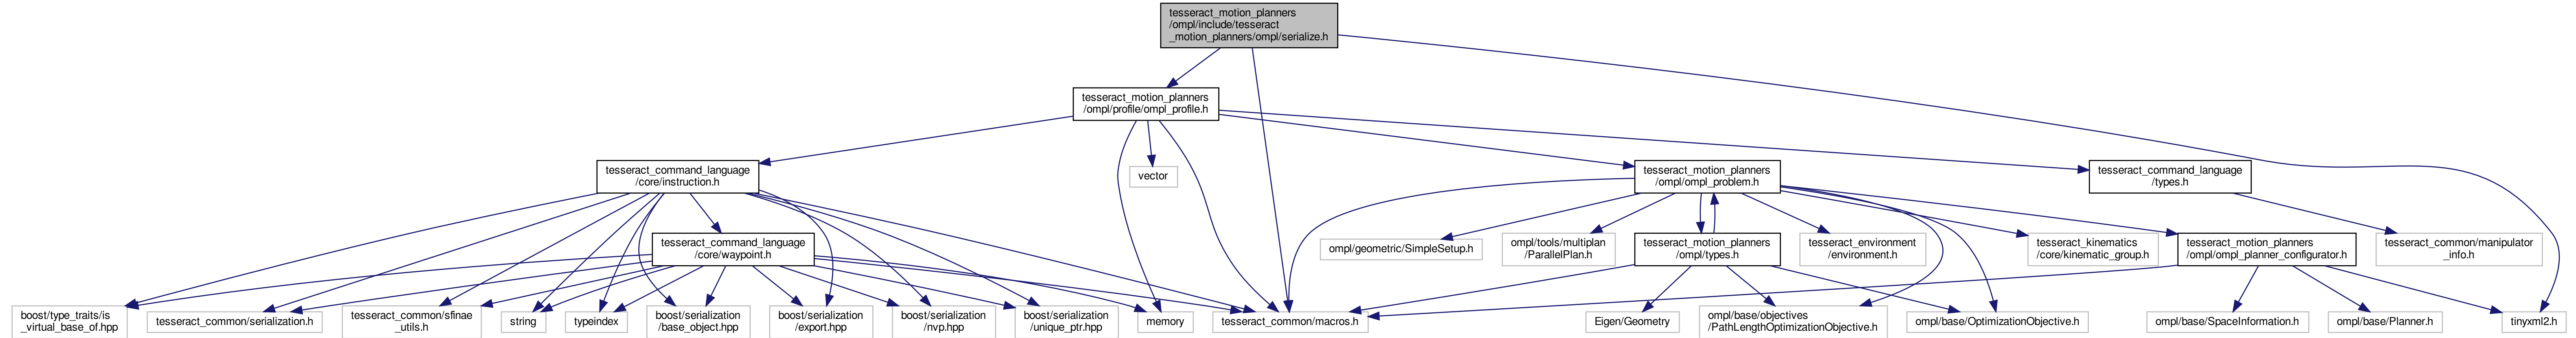 tesseract_motion_planners
/ompl/include/tesseract
_motion_planners/ompl/serialize.h
tesseract_motion_planners
/ompl/profile/ompl_profile.h
tesseract_command_language
/core/instruction.h
vector
tesseract_motion_planners
/ompl/ompl_problem.h
tesseract_command_language
/types.h
tesseract_command_language
/core/waypoint.h
ompl/geometric/SimpleSetup.h
ompl/tools/multiplan
/ParallelPlan.h
tesseract_motion_planners
/ompl/types.h
tesseract_environment
/environment.h
tesseract_kinematics
/core/kinematic_group.h
tesseract_motion_planners
/ompl/ompl_planner_configurator.h
tesseract_common/manipulator
_info.h
boost/type_traits/is
_virtual_base_of.hpp
tesseract_common/serialization.h
tesseract_common/sfinae
_utils.h
string
typeindex
boost/serialization
/base_object.hpp
boost/serialization
/export.hpp
boost/serialization
/nvp.hpp
boost/serialization
/unique_ptr.hpp
memory
tesseract_common/macros.h
Eigen/Geometry
ompl/base/objectives
/PathLengthOptimizationObjective.h
ompl/base/OptimizationObjective.h
ompl/base/SpaceInformation.h
ompl/base/Planner.h
tinyxml2.h